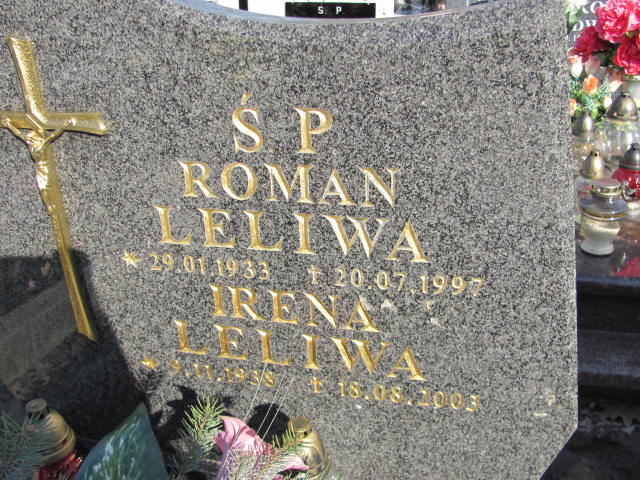 Ś P
Ś P.
ROMAN
LELIWA
* 29.01.1933 † 20.07.1997
IRENA
LELIWA
* 9.11.1938 † 18.08.2003